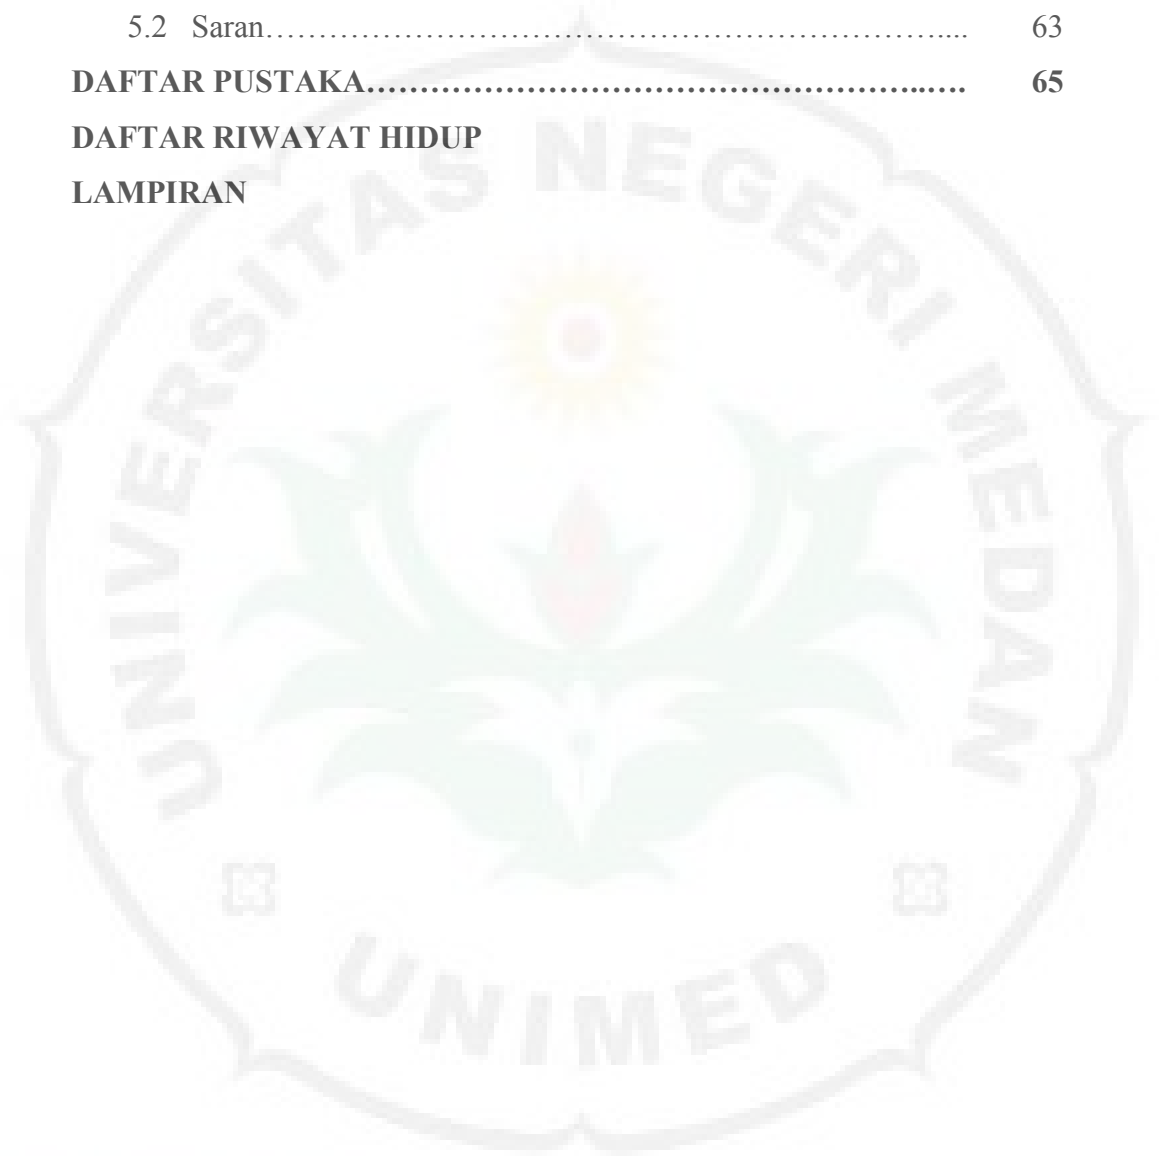 5.2 Saran………………………………………………………….... 63
DAFTAR PUSTAKA……………………………………………..…. 65
DAFTAR RIWAYAT HIDUP
LAMPIRAN
UNIVERSITAS NEGERI MEDAN
UNIMED